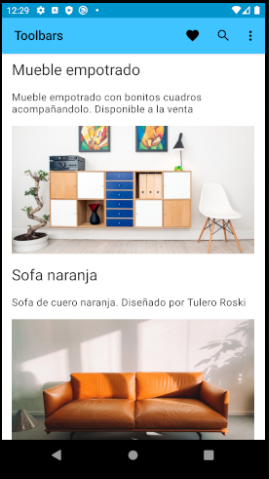 12:29
Toolbars
Mueble empotrado
Mueble empotrado con bonitos cuadros
acompañandolo. Disponible a la venta
Sofa naranja
Sofa de cuero naranja. Diseñado por Tulero Roski